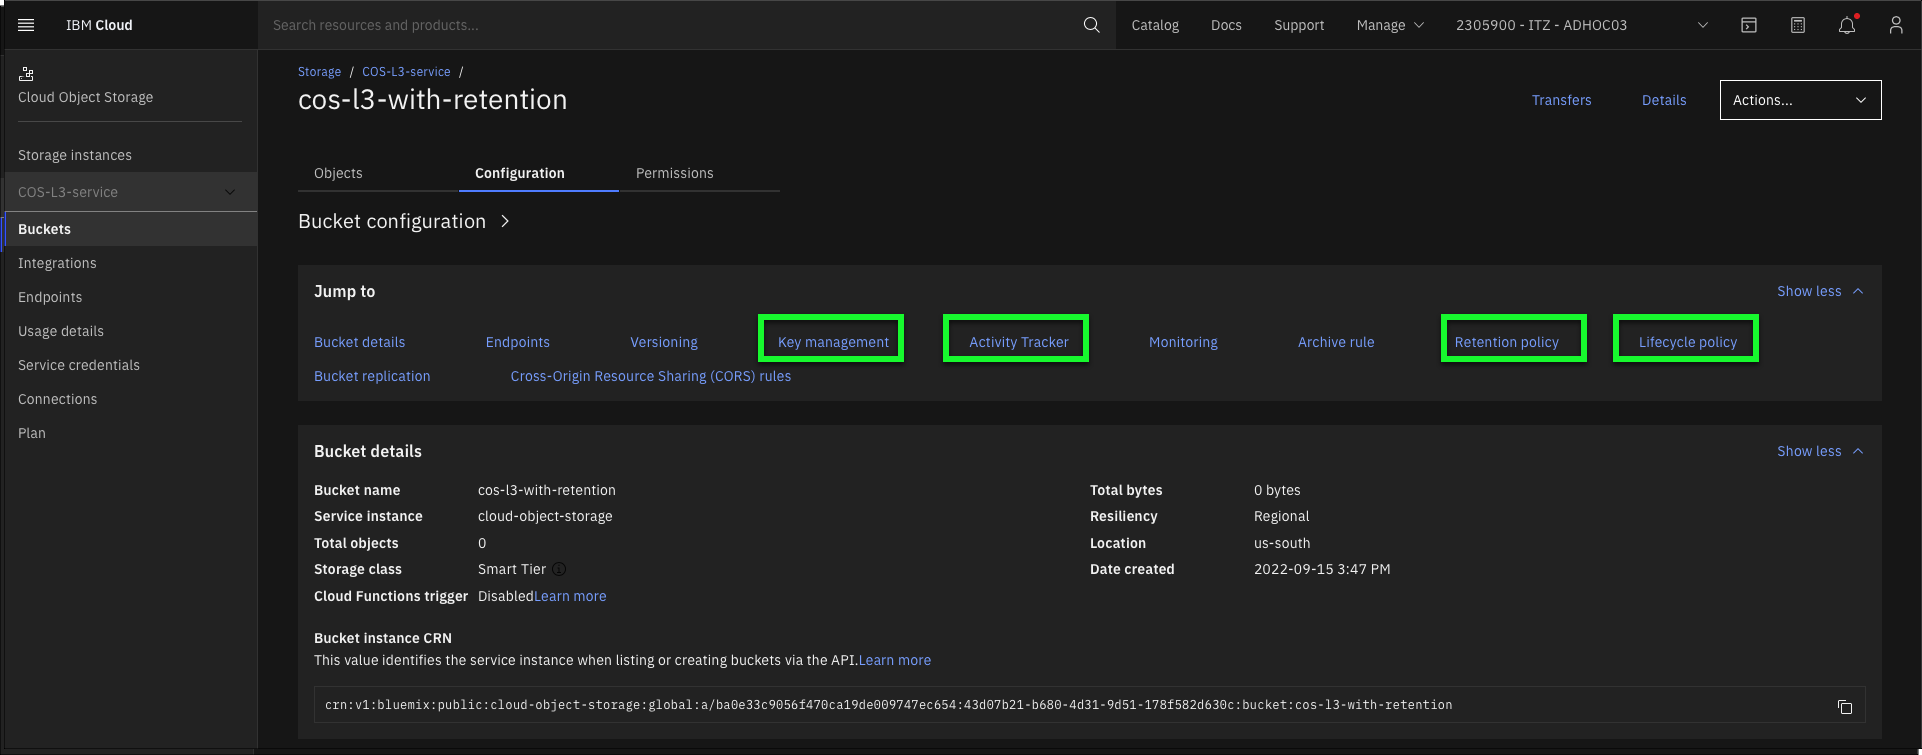 IBM Cloud
Search resources and products...
Catalog
Docs
Support
Manage
2305900 - ITZ - ADHOC03
Cloud Object Storage
Storage instances
COS-L3-service
Buckets
Integrations
Endpoints
Usage details
Service credentials
Connections
Plan
Storage / COS-L3-service /
cos-l3-with-retention
Transfers
Details
Actions...
Objects
Configuration
Permissions
Bucket configuration
Jump to
Show less
Bucket details
Endpoints
Versioning
Key management
Activity Tracker
Monitoring
Archive rule
Retention policy
Lifecycle policy
Bucket replication
Cross-Origin Resource Sharing (CORS) rules
Bucket details
Show less
Bucket name cos-l3-with-retention
Service instance cloud-object-storage
Total objects 0
Storage class Smart Tier
Cloud Functions trigger DisabledLearn more
Total bytes 0 bytes
Resiliency Regional
Location us-south
Date created 2022-09-15 3:47 PM
Bucket instance CRN
This value identifies the service instance when listing or creating buckets via the API.Learn more
crn:v1:bluemix:public:cloud-object-storage:global:a/ba0e33c9056f470ca19de009747ec654:43d07b21-b680-4d31-9d51-178f582d630c:bucket:cos-l3-with-retention